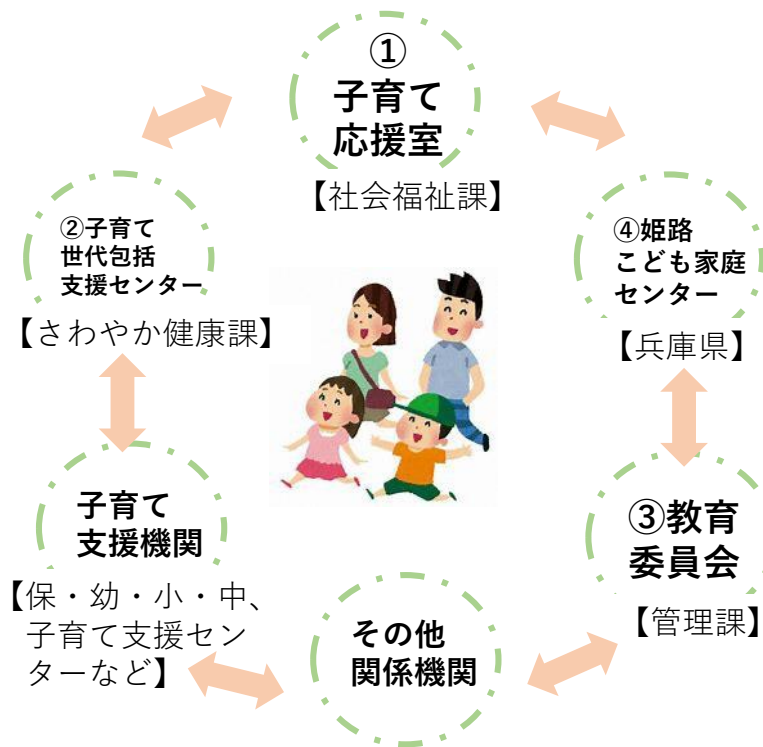 ①
子育て
応援室
【社会福祉課】
②子育て
世代包括
支援センター
【さわやか健康課】
④姫路
こども家庭
センター
【兵庫県】
子育て
支援機関
【保・幼・小・中、
子育て支援セン
ターなど】
③教育
委員会
【管理課】
その他
関係機関